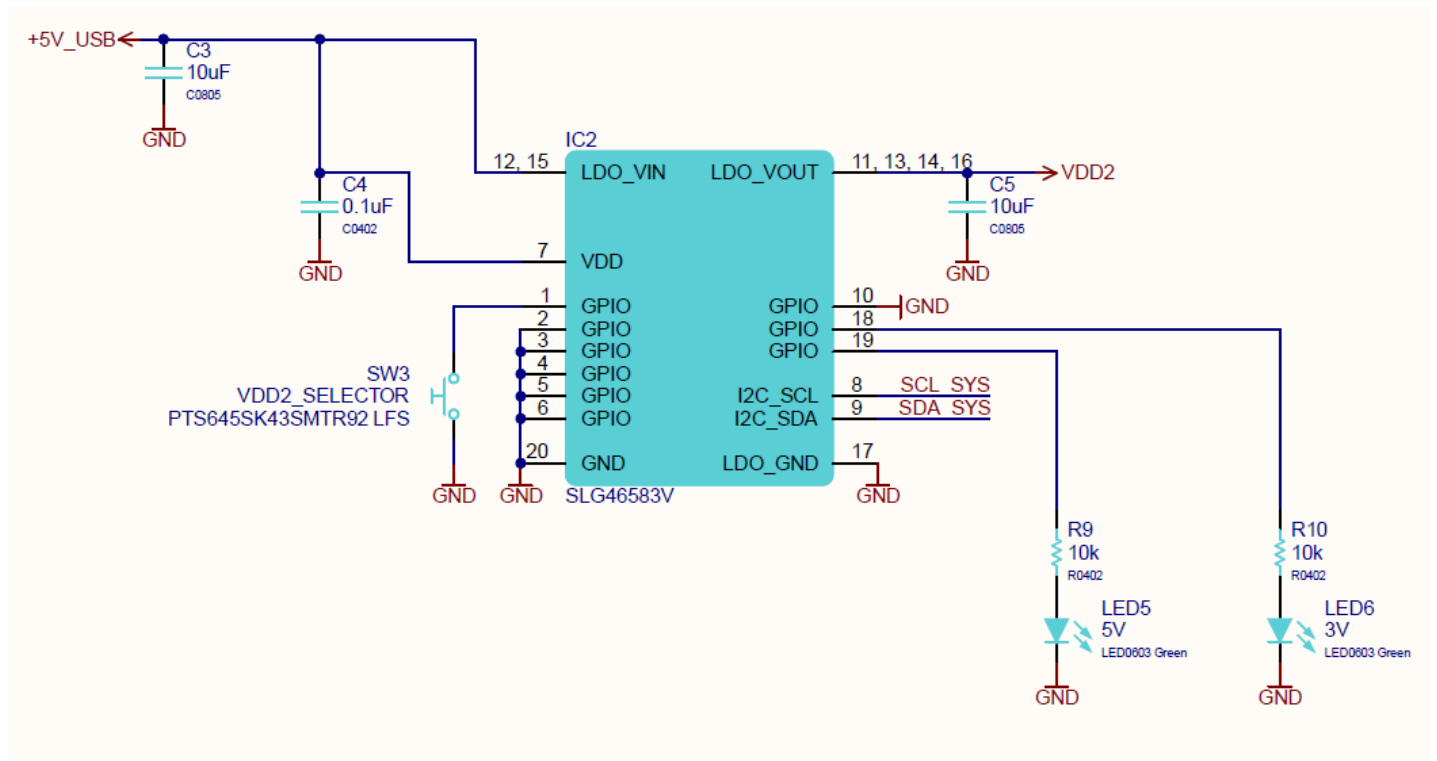 +5V_USB
C3
10uF
C0805
GND
C4
0.1uF
C0402
GND
IC2
12, 15
LDO_VIN
LDO_VOUT
11, 13, 14, 16
VDD2
C5
10uF
C0805
GND
7
VDD
1
GPIO
2
GPIO
3
GPIO
4
GPIO
5
GPIO
6
GPIO
20
GND
GPIO
10
GND
GPIO
18
GPIO
19
I2C_SCL
8
SCL_SYS
I2C_SDA
9
SDA_SYS
LDO_GND
17
GND
SW3
VDD2_SELECTOR
PTS645SK43SMTR92 LFS
GND
GND
SLG46583V
R9
10k
R0402
LED5
5V
LED0603 Green
GND
R10
10k
R0402
LED6
3V
LED0603 Green
GND